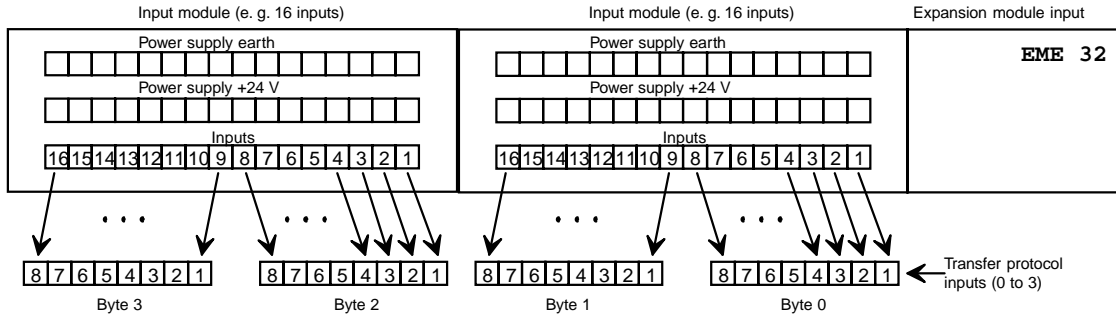 Input module (e. g. 16 inputs) Input module (e. g. 16 inputs) Expansion module input
Power supply earth Power supply earth
EME 32
Power supply +24 V Power supply +24 V
Inputs Inputs
16 15 14 13 12 11 10 9 8 7 6 5 4 3 2 1 16 15 14 13 12 11 10 9 8 7 6 5 4 3 2 1
. . . . . . . . . . . .
8 7 6 5 4 3 2 1 8 7 6 5 4 3 2 1 8 7 6 5 4 3 2 1 8 7 6 5 4 3 2 1 Transfer protocol
inputs (0 to 3)
Byte 3 Byte 2 Byte 1 Byte 0